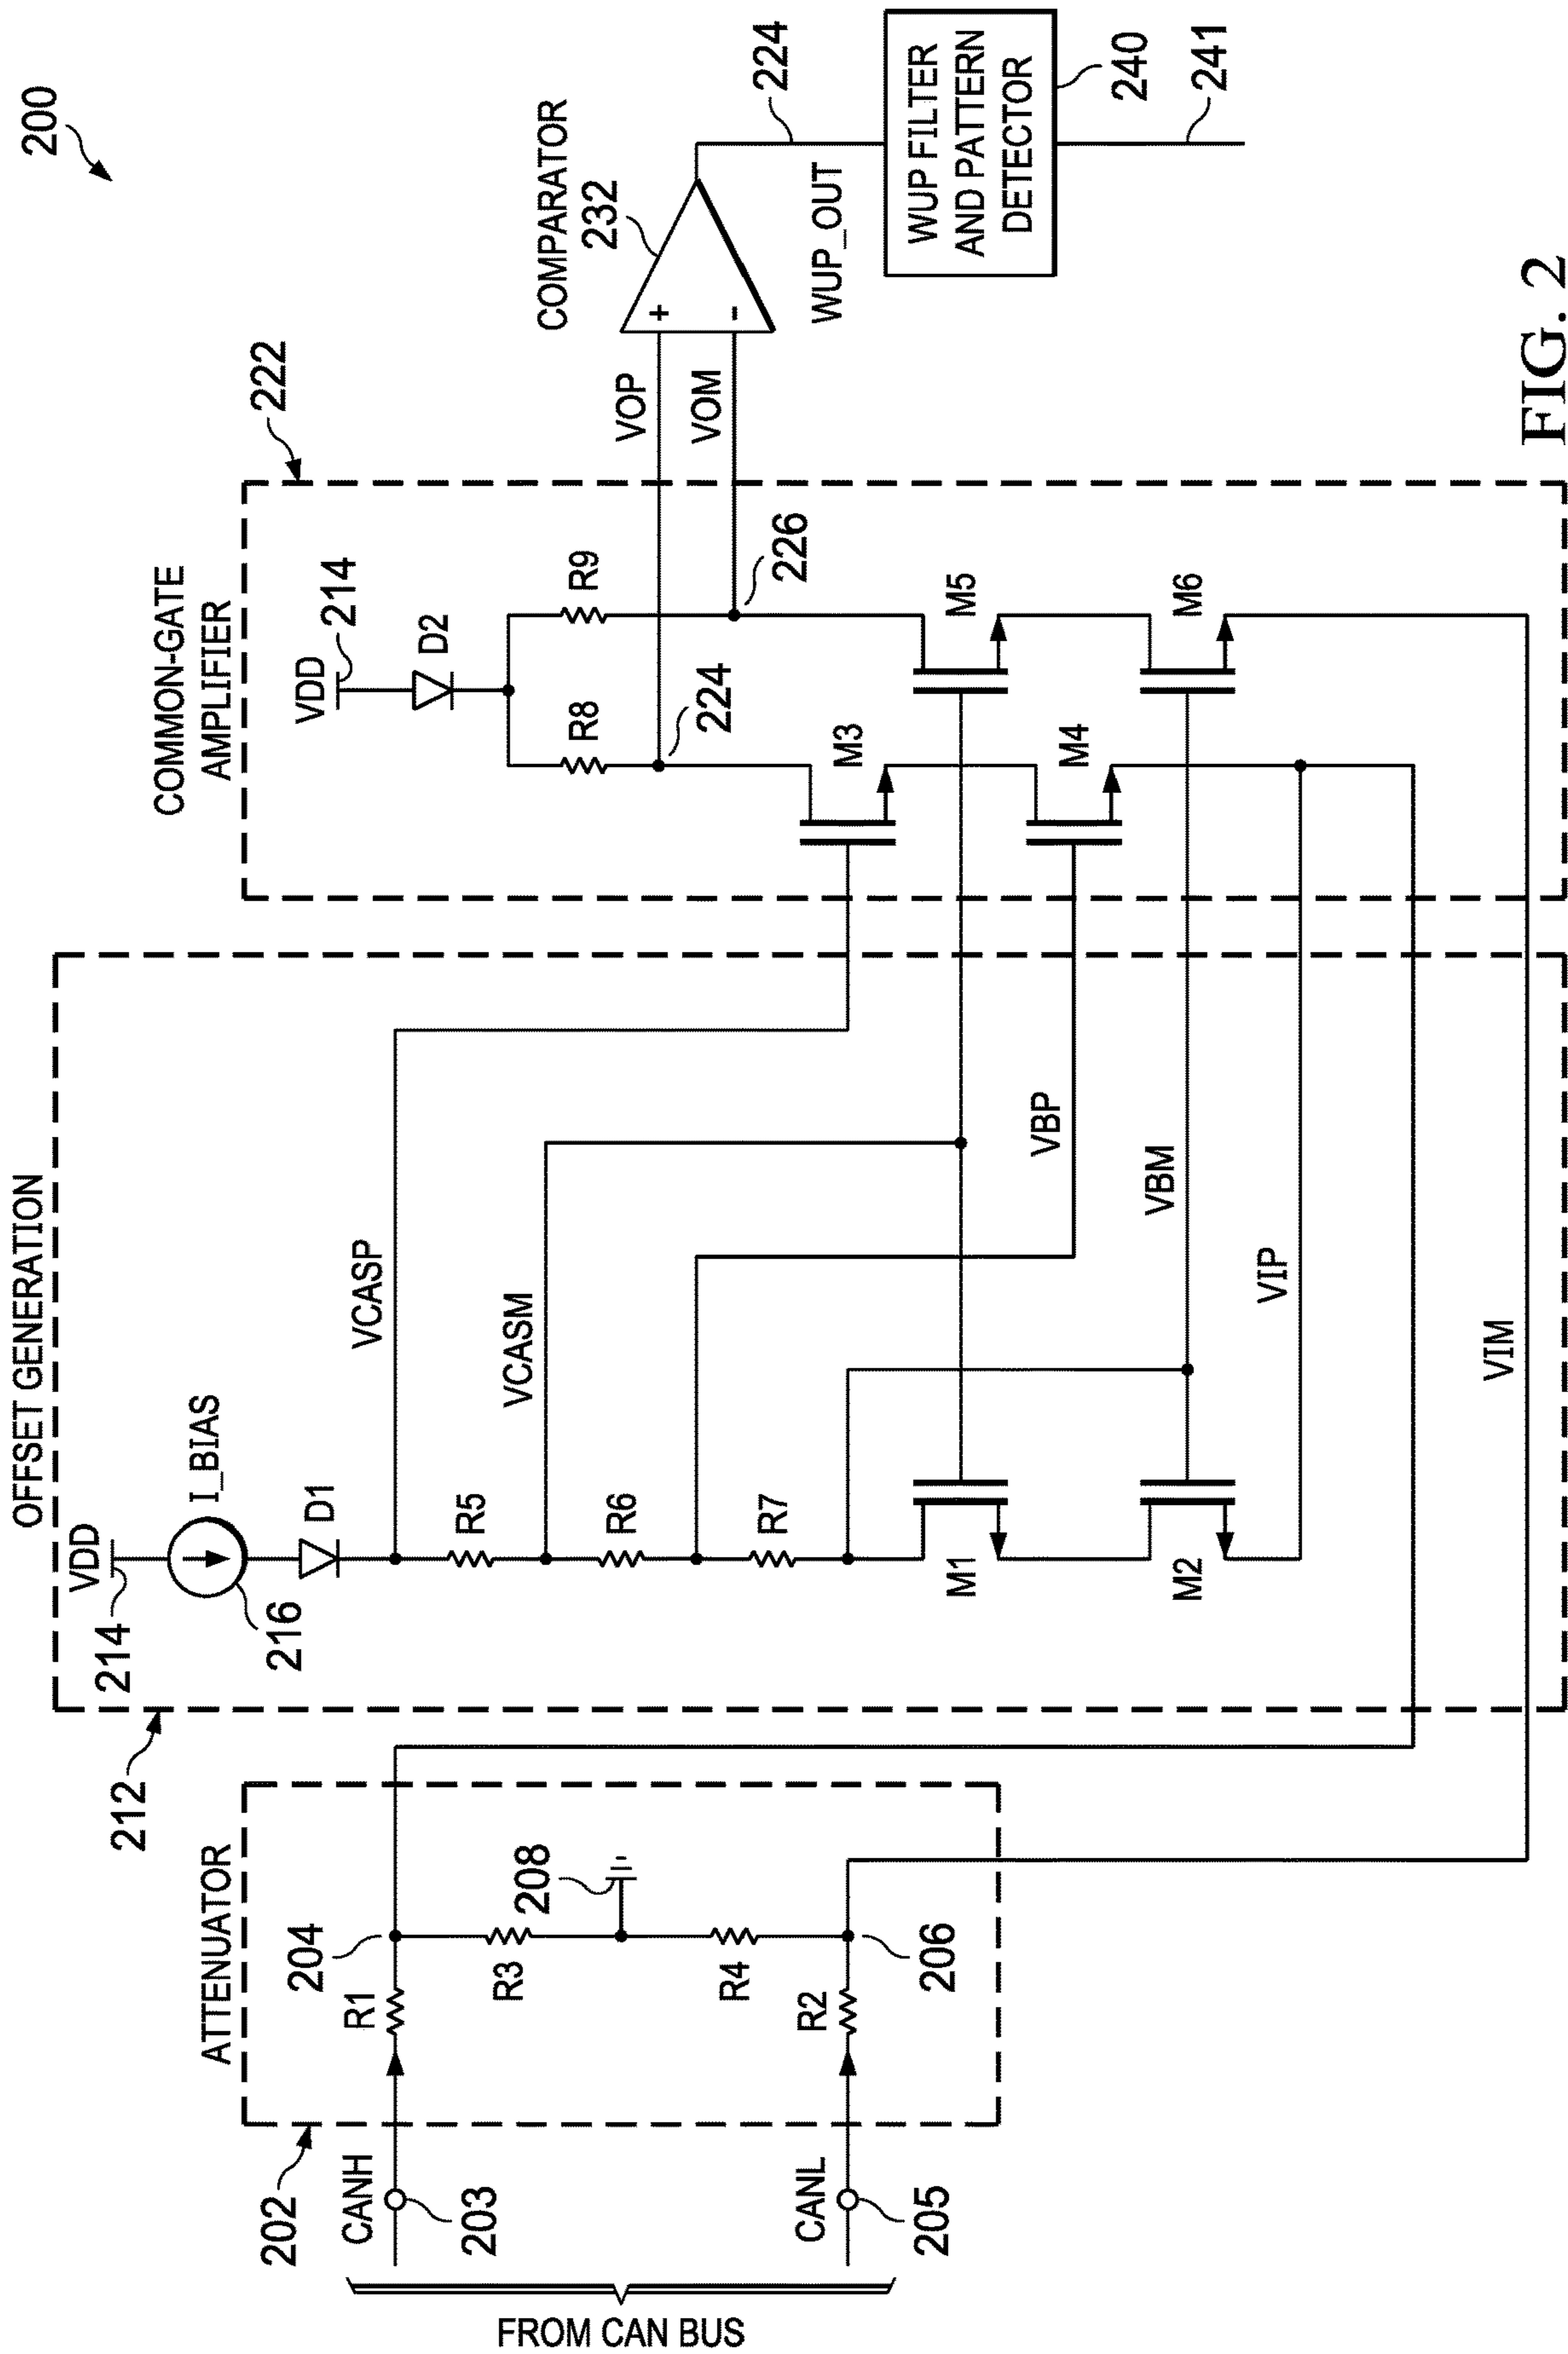 200
OFFSET GENERATION
COMMON-GATE
AMPLIFIER
222
COMPARATOR
232
VDD
214
I_BIAS
216
D1
212
VCASP
VCASM
VBP
VBM
VIP
VIM
R5
R6
R7
M1
M2
VDD
214
D2
R8
R9
224
226
M3
M4
M5
M6
VOP
VOM
+
-
WUP_OUT
224
WUP FILTER
AND PATTERN
DETECTOR
240
241
ATTENUATOR
202
204
R1
R3
208
R4
R2
206
CANH
203
CANL
205
FROM CAN BUS
FIG. 2